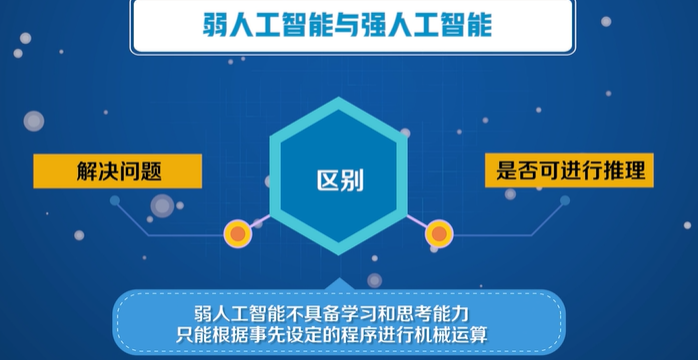 弱人工智能与强人工智能
解决问题
区别
是否可进行推理
弱人工智能不具备学习和思考能力
只能根据事先设定的程序进行机械运算